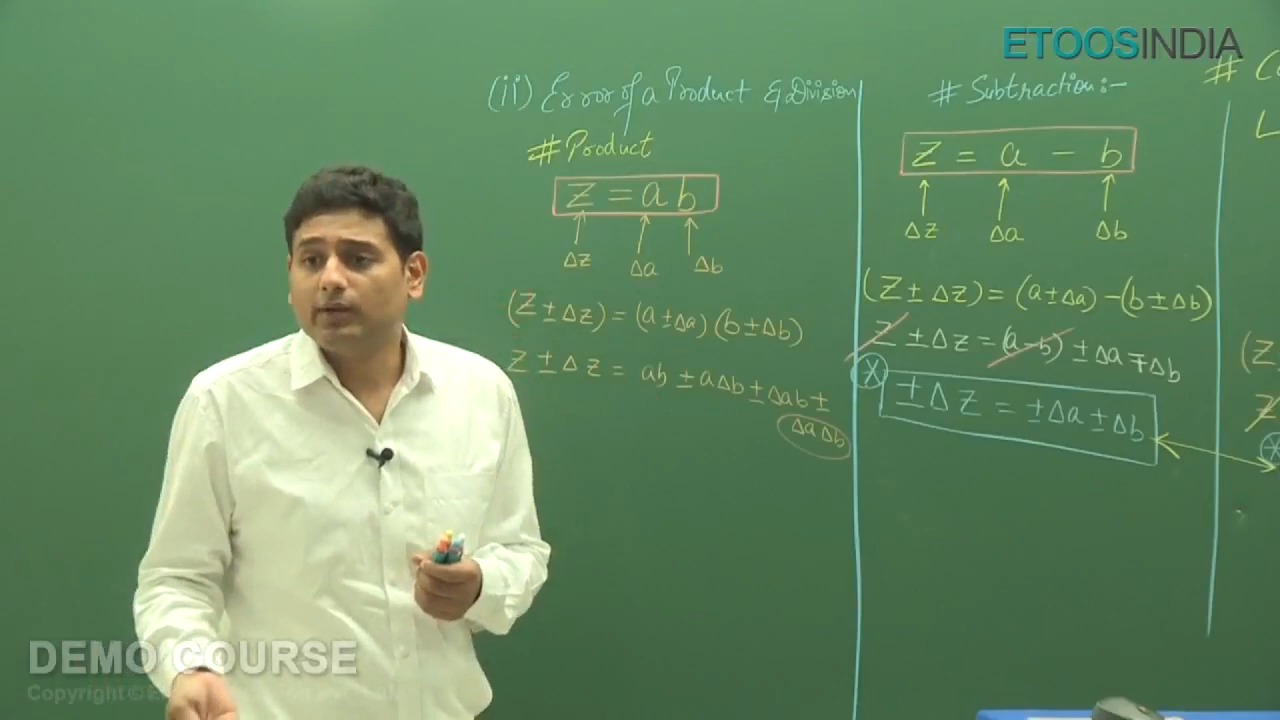 ETOOSINDIA
(ii) Error of a Product & Division
# Product
Z = ab
Δz Δa Δb
(Z ± Δz) = (a ± Δa) (b ± Δb)
Z ± Δz = ab ± aΔb ± Δab ±
ΔaΔb
# Subtraction:-
Z = a - b
Δz Δa Δb
(Z ± Δz) = (a ± Δa) - (b ± Δb)
Z ± Δz = (a-b) ± Δa ∓ Δb
± ΔZ = ± Δa ± Δb
#
L
(Z
Z
DEMO COURSE
Copyright ©